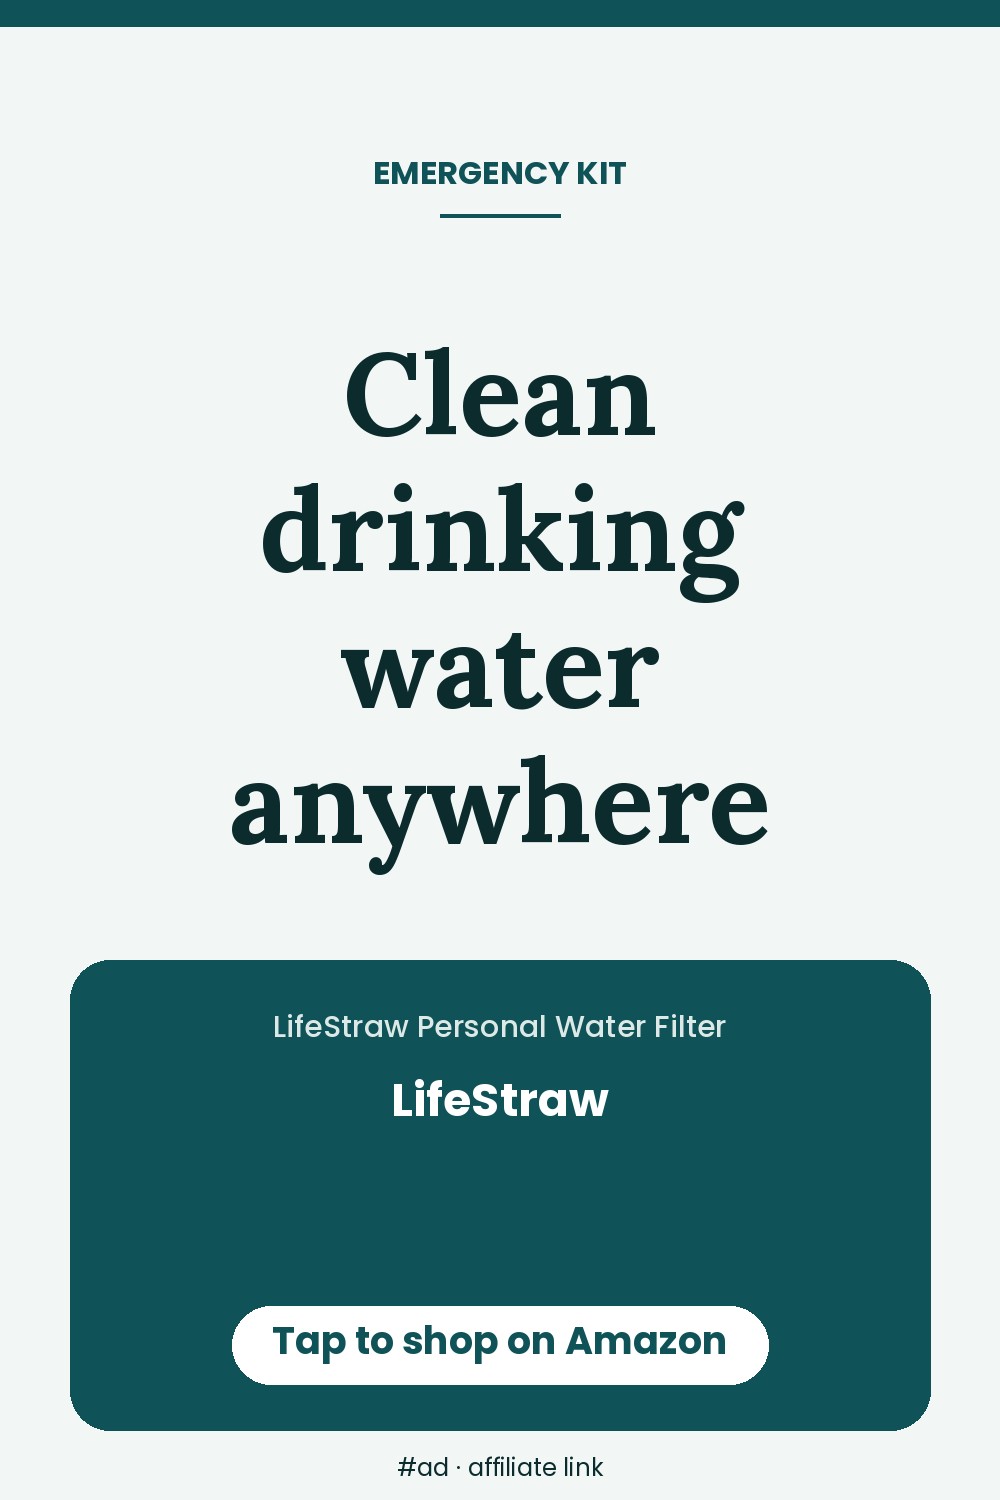 EMERGENCY KIT
Clean
drinking
water
anywhere
LifeStraw Personal Water Filter
LifeStraw
Tap to shop on Amazon
#ad · affiliate link